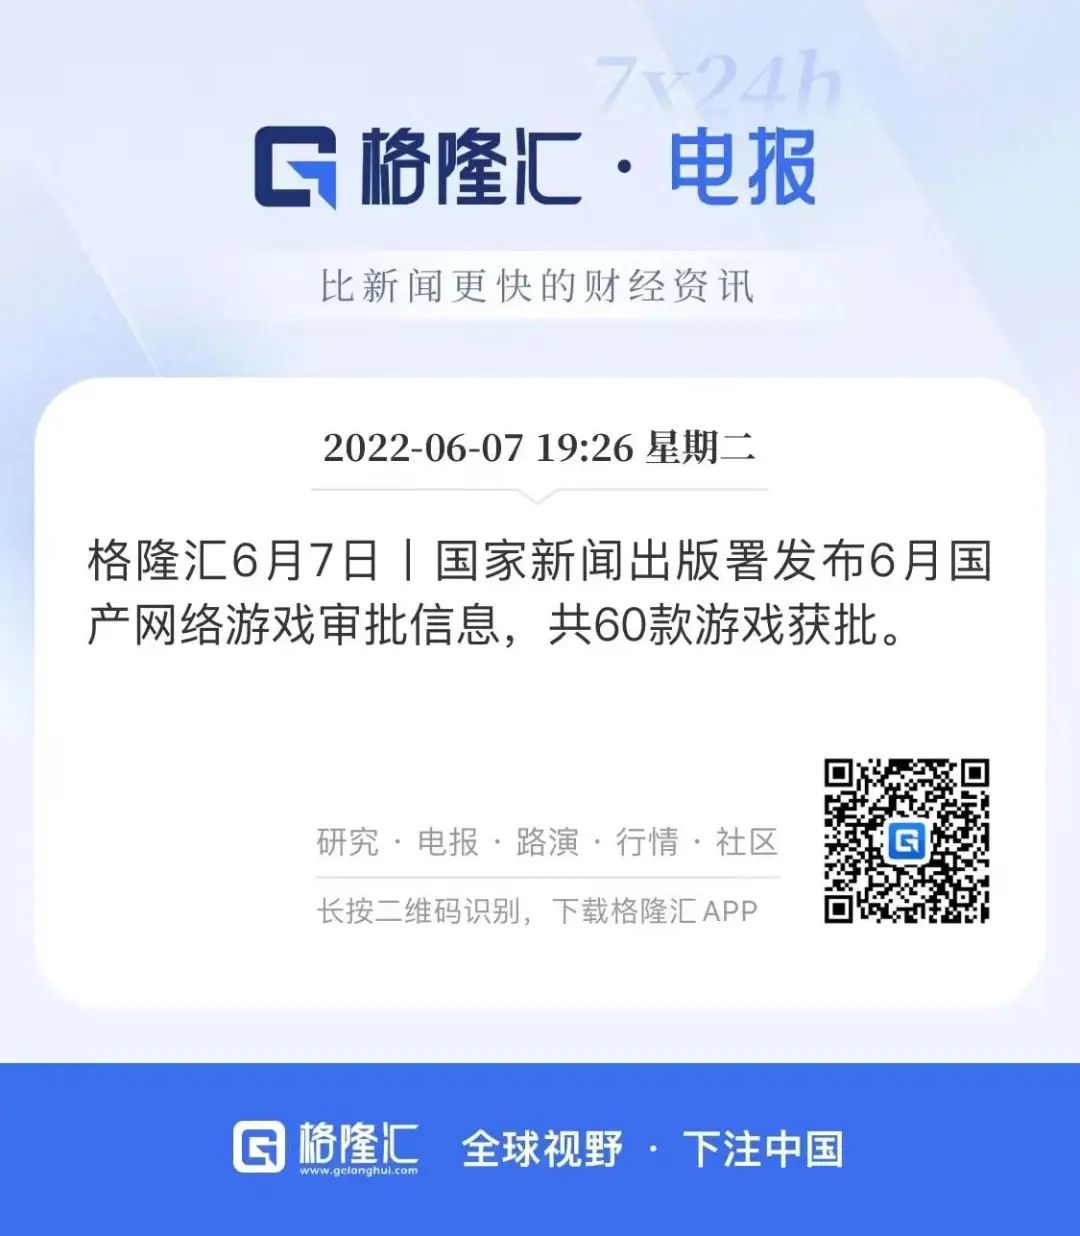 7x24h
格隆汇·电报
比新闻更快的财经资讯
2022-06-07 19:26 星期二
格隆汇6月7日丨国家新闻出版署发布6月国
产网络游戏审批信息，共60款游戏获批。
研究·电报·路演·行情·社区
长按二维码识别，下载格隆汇APP
格隆汇
www.gelonghui.com
全球视野·下注中国